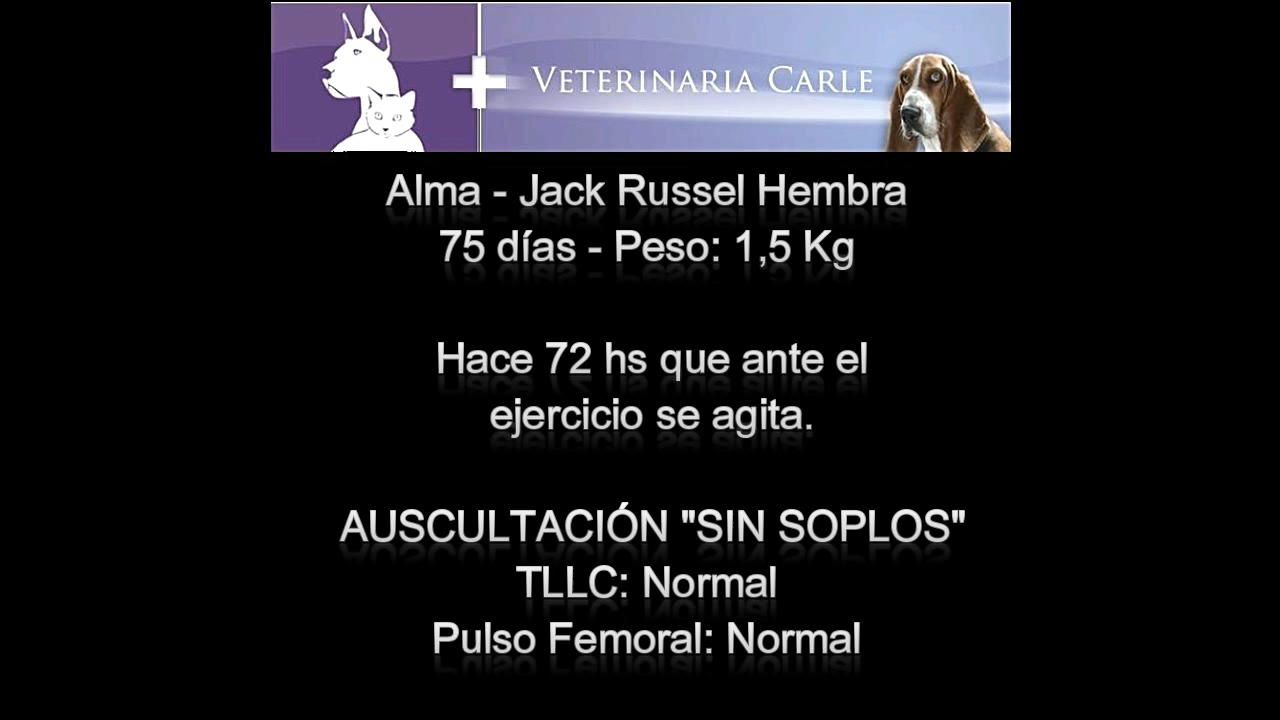 VETERINARIA CARLE
Alma - Jack Russel Hembra
75 días - Peso: 1,5 Kg
Hace 72 hs que ante el
ejercicio se agita.
AUSCULTACIÓN "SIN SOPLOS"
TLLC: Normal
Pulso Femoral: Normal